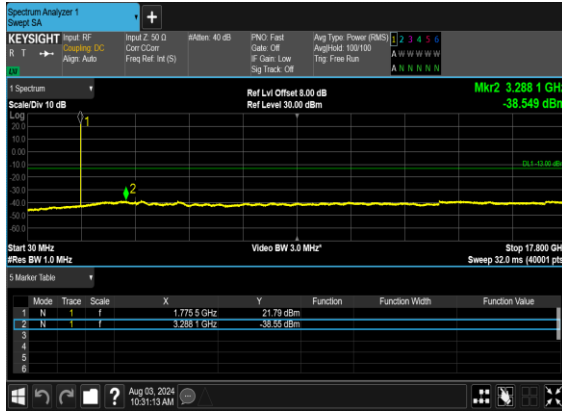 Spectrum Analyzer 1
Swept SA
+
KEYSIGHT Input: RF Input Z: 50 Ω #Atten: 40 dB PNO: Fast Avg Type: Power (RMS) 1 2 3 4 5 6
R T Coupling: DC Corr CCorr Gate: Off Avg|Hold: 100/100 A W W W W W
Align: Auto Freq Ref: Int (S) IF Gain: Low Trig: Free Run
Sig Track: Off A N N N N N
LU
1 Spectrum Ref Lvl Offset 8.00 dB Mkr2 3.288 1 GHz
Scale/Div 10 dB Ref Level 30.00 dBm -38.549 dBm
Log
20.0
10.0
0.00
-10.0
-20.0
-30.0
-40.0
-50.0
-60.0
1
2
DL1 -13.00 dBm
Start 30 MHz Video BW 3.0 MHz* Stop 17.800 GHz
#Res BW 1.0 MHz Sweep 32.0 ms (40001 pts)
5 Marker Table
Mode Trace Scale X Y Function Function Width Function Value
1 N 1 f 1.775 5 GHz 21.79 dBm
2 N 1 f 3.288 1 GHz -38.55 dBm
3
4
5
6
? Aug 03, 2024
10:31:13 AM